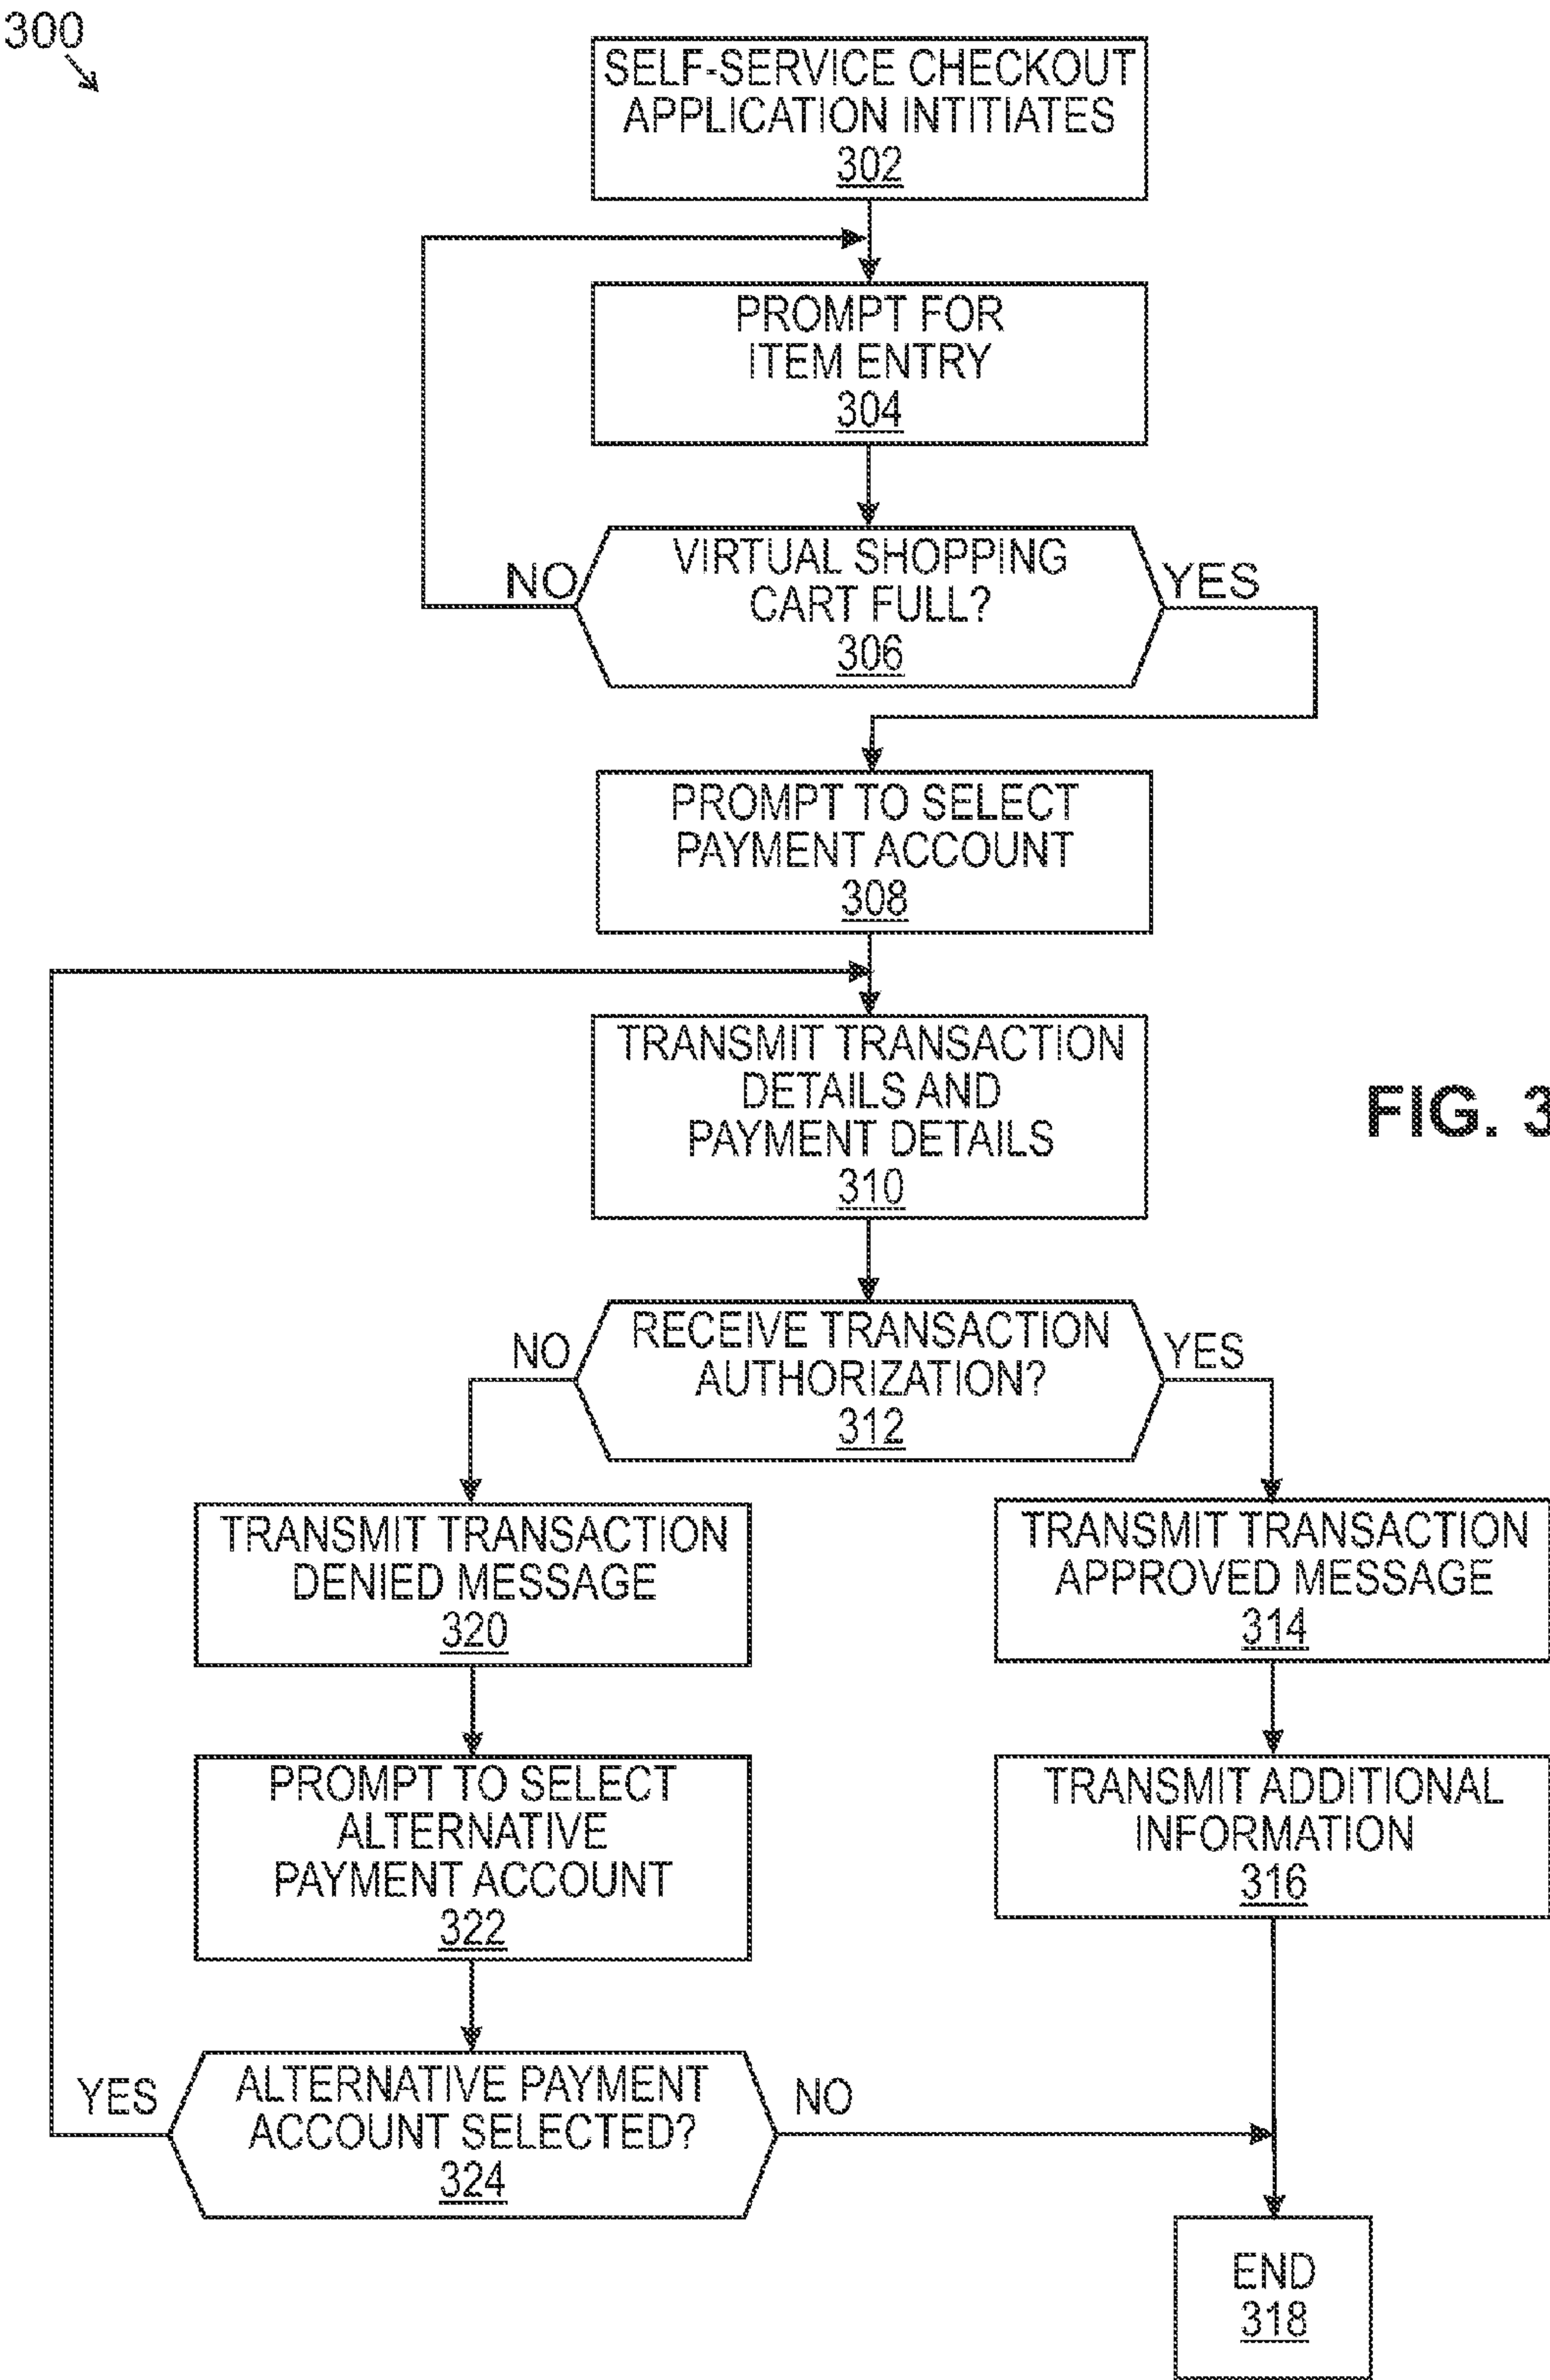 300
SELF-SERVICE CHECKOUT
APPLICATION INTITIATES
302
PROMPT FOR
ITEM ENTRY
304
NO
VIRTUAL SHOPPING
CART FULL?
306
YES
PROMPT TO SELECT
PAYMENT ACCOUNT
308
TRANSMIT TRANSACTION
DETAILS AND
PAYMENT DETAILS
310
FIG. 3
NO
RECEIVE TRANSACTION
AUTHORIZATION?
312
YES
TRANSMIT TRANSACTION
DENIED MESSAGE
320
TRANSMIT TRANSACTION
APPROVED MESSAGE
314
PROMPT TO SELECT
ALTERNATIVE
PAYMENT ACCOUNT
322
TRANSMIT ADDITIONAL
INFORMATION
316
YES
ALTERNATIVE PAYMENT
ACCOUNT SELECTED?
324
NO
END
318